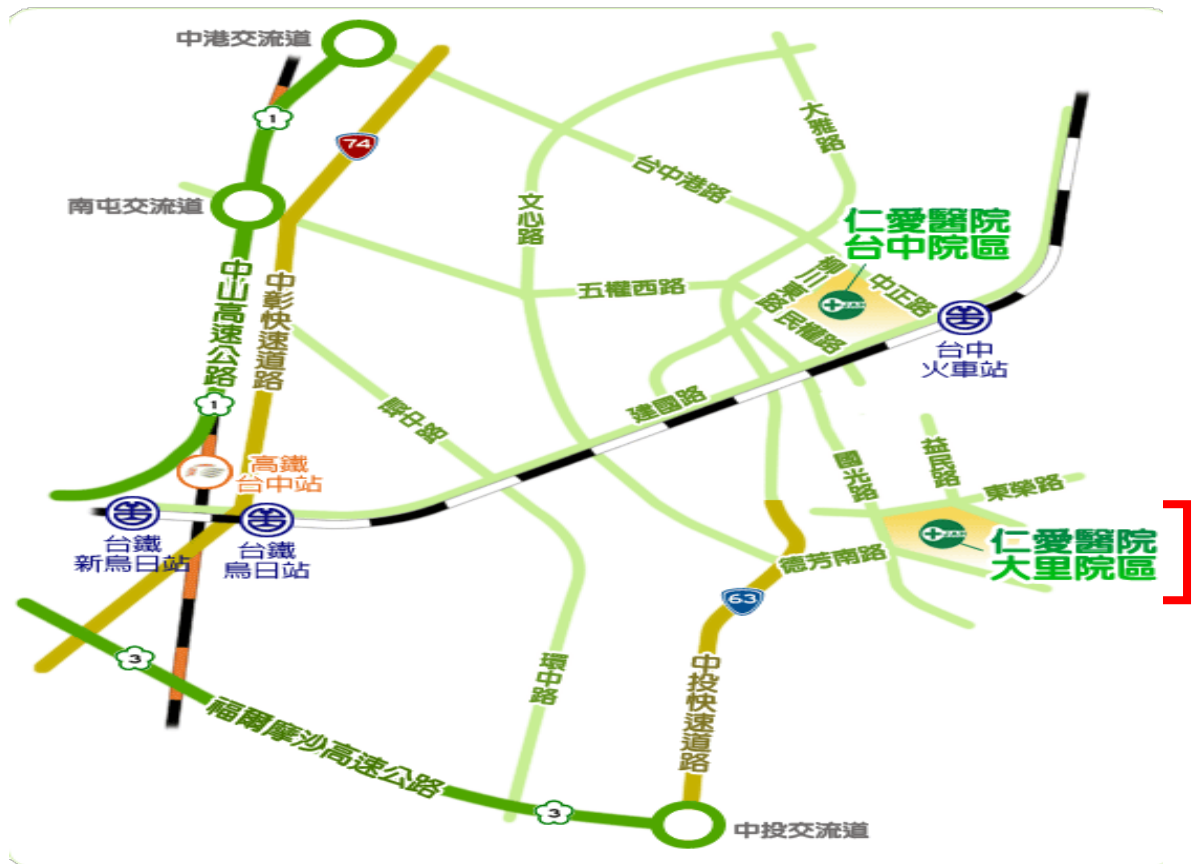 中港交流道
1
74
大雅路
台中港路
南屯交流道
文心路
仁愛醫院
台中院區
中山高速公路
中彰快速道路
五權西路
柳川東路
中正路
民權路
台中
火車站
1
環中路
建國路
高鐵
台中站
國光路
益民路
東榮路
台鐵
新烏日站
台鐵
烏日站
仁愛醫院
大里院區
德芳南路
63
3
環中路
中投快速道路
福爾摩沙高速公路
3
中投交流道